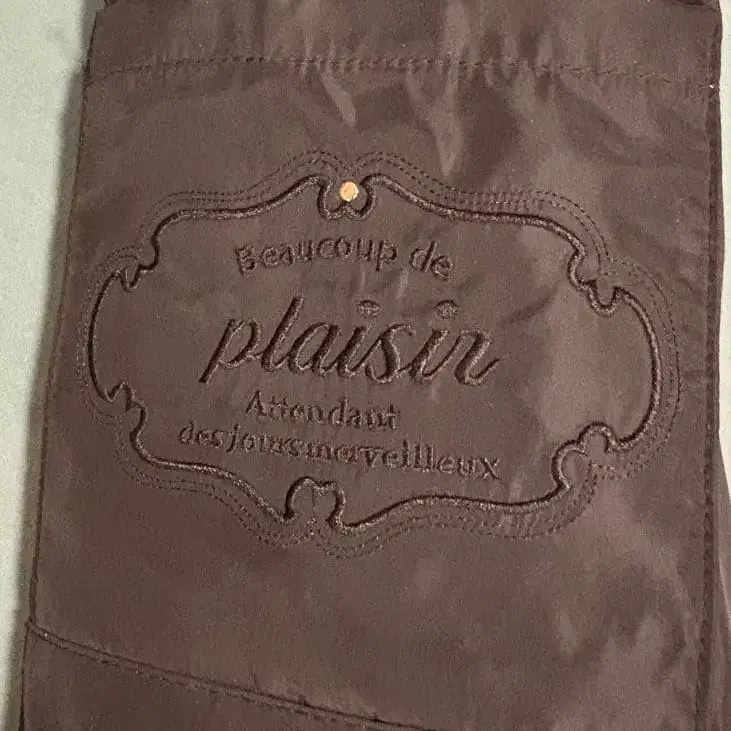 Beaucoup de
plaisir
Attendant
des jours merveilleux